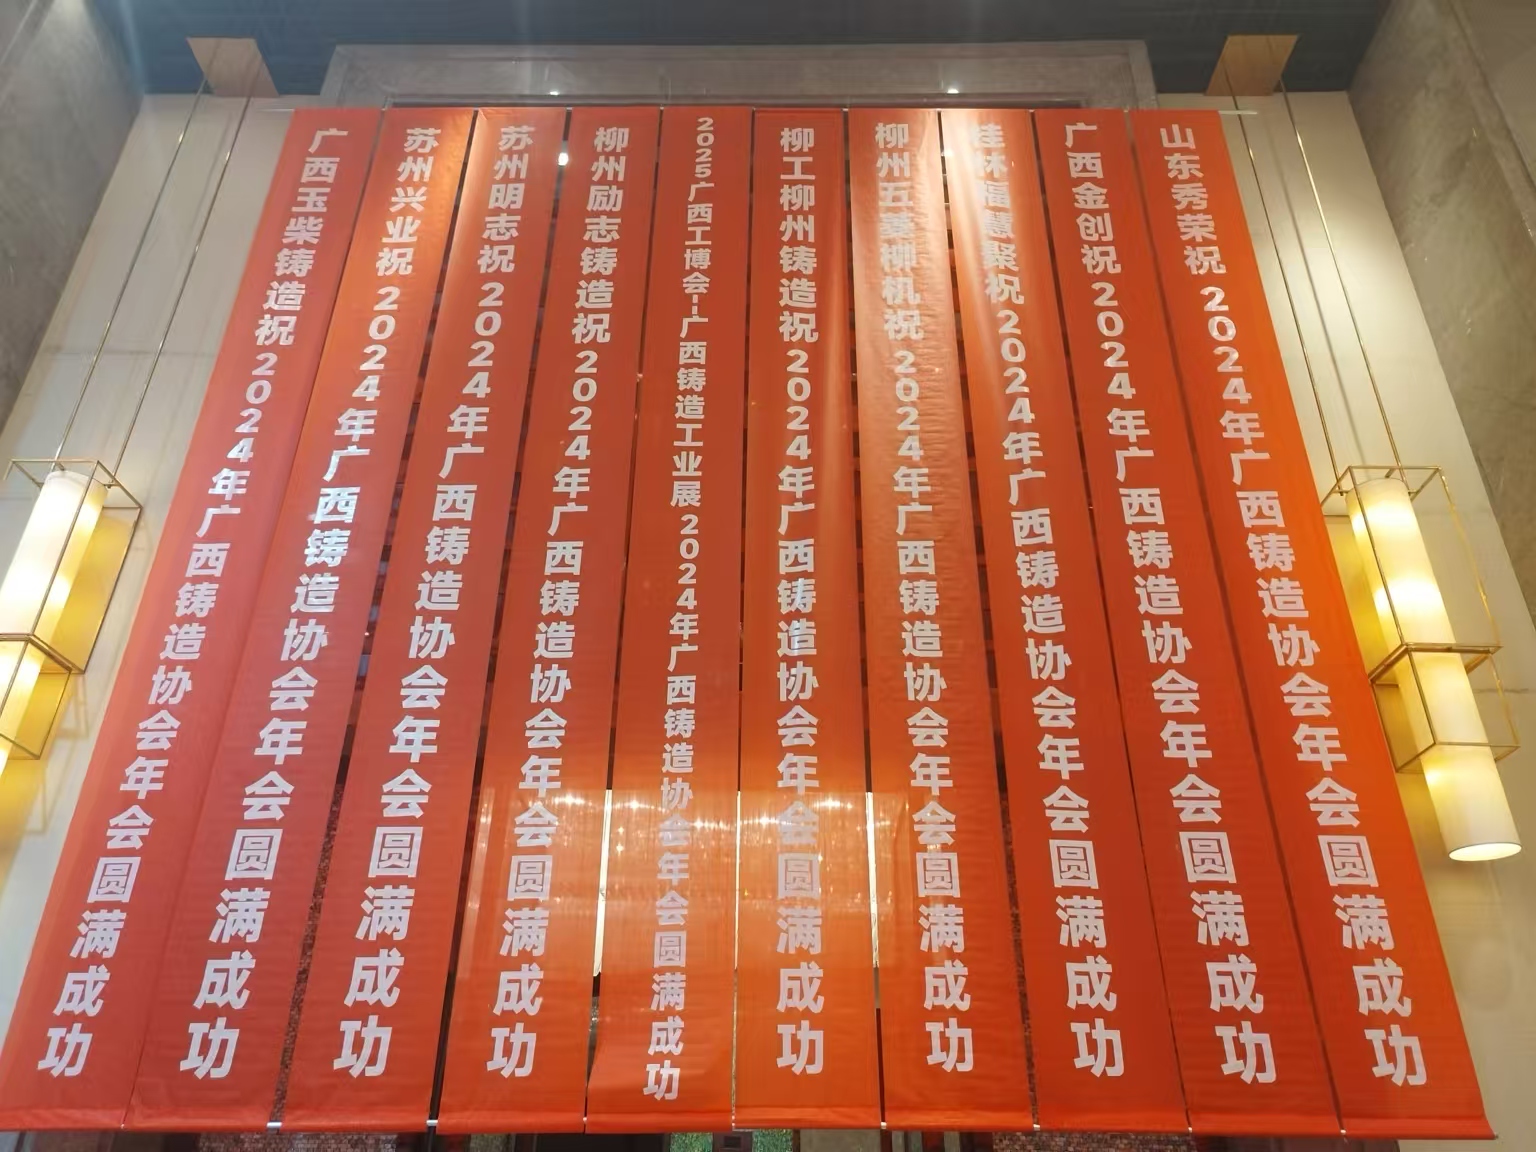 广西玉柴铸造祝2024年广西铸造协会年会圆满成功
苏州兴业祝2024年广西铸造协会年会圆满成功
苏州明志祝2024年广西铸造协会年会圆满成功
柳州励志铸造祝2024年广西铸造协会年会圆满成功
2025广西工博会--广西铸造工业展2024年广西铸造协会年会圆满成功
柳工柳州铸造祝2024年广西铸造协会年会圆满成功
柳州五菱柳机祝2024年广西铸造协会年会圆满成功
桂林福慧聚祝2024年广西铸造协会年会圆满成功
广西金创祝2024年广西铸造协会年会圆满成功
山东秀荣祝2024年广西铸造协会年会圆满成功